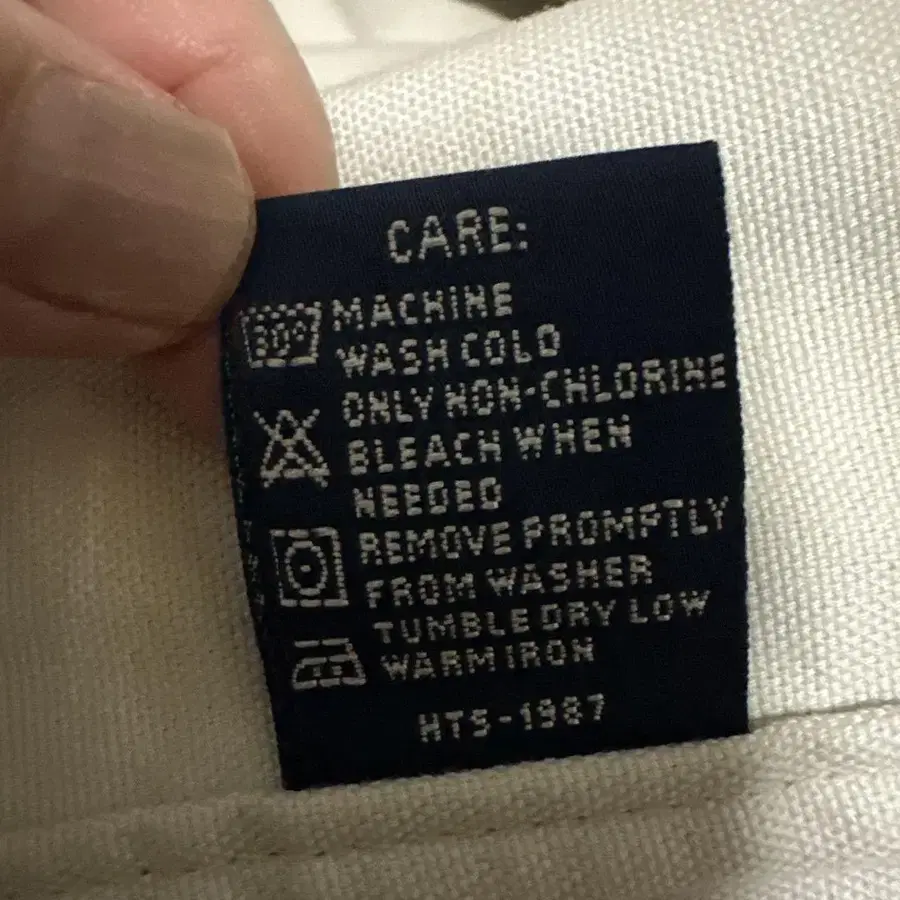 CARE:
30° MACHINE
WASH COLD
ONLY NON-CHLORINE
BLEACH WHEN
NEEDED
REMOVE PROMPTLY
FROM WASHER
TUMBLE DRY LOW
WARM IRON
HTS-1987